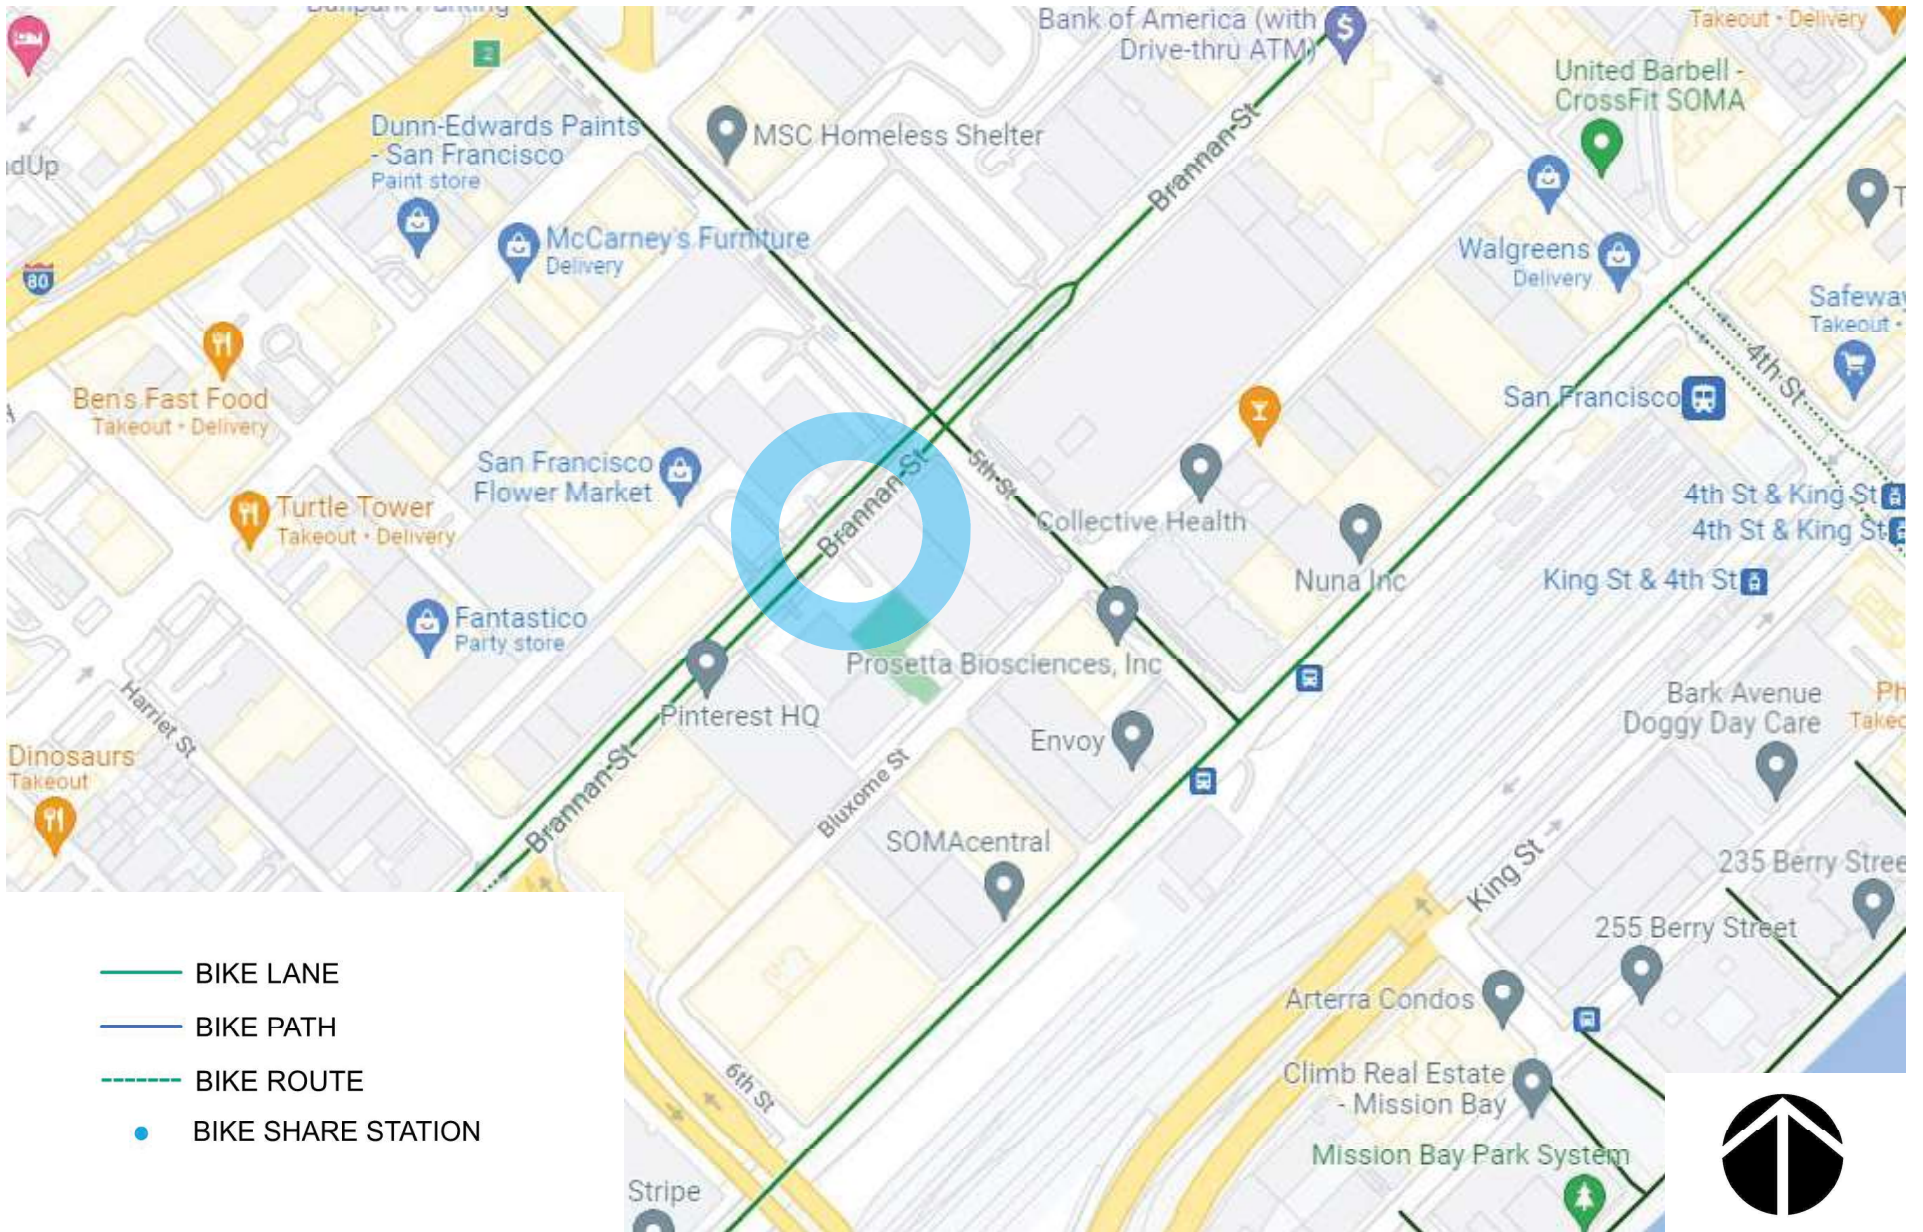 Ballpark Parking
Bank of America (with
Drive-thru ATM)
Takeout • Delivery
2
United Barbell -
CrossFit SOMA
Dunn-Edwards Paints
- San Francisco
Paint store
MSC Homeless Shelter
Brannan St
McCarney's Furniture
Delivery
Walgreens
Delivery
80
Safeway
Takeout •
Ben's Fast Food
Takeout • Delivery
4th St
San Francisco
San Francisco
Flower Market
Brannan St
5th St
Turtle Tower
Takeout • Delivery
Collective Health
4th St & King St
4th St & King St
Nuna Inc
King St & 4th St
Fantastico
Party store
Prosetta Biosciences, Inc
Harriet St
Pinterest HQ
Bark Avenue
Doggy Day Care
Ph
Envoy
Dinosaurs
Takeout
Brannan St
Bluxome St
SOMAcentral
King St
235 Berry Stree
255 Berry Street
BIKE LANE
BIKE PATH
BIKE ROUTE
BIKE SHARE STATION
Arterra Condos
6th St
Climb Real Estate
- Mission Bay
Mission Bay Park System
Stripe